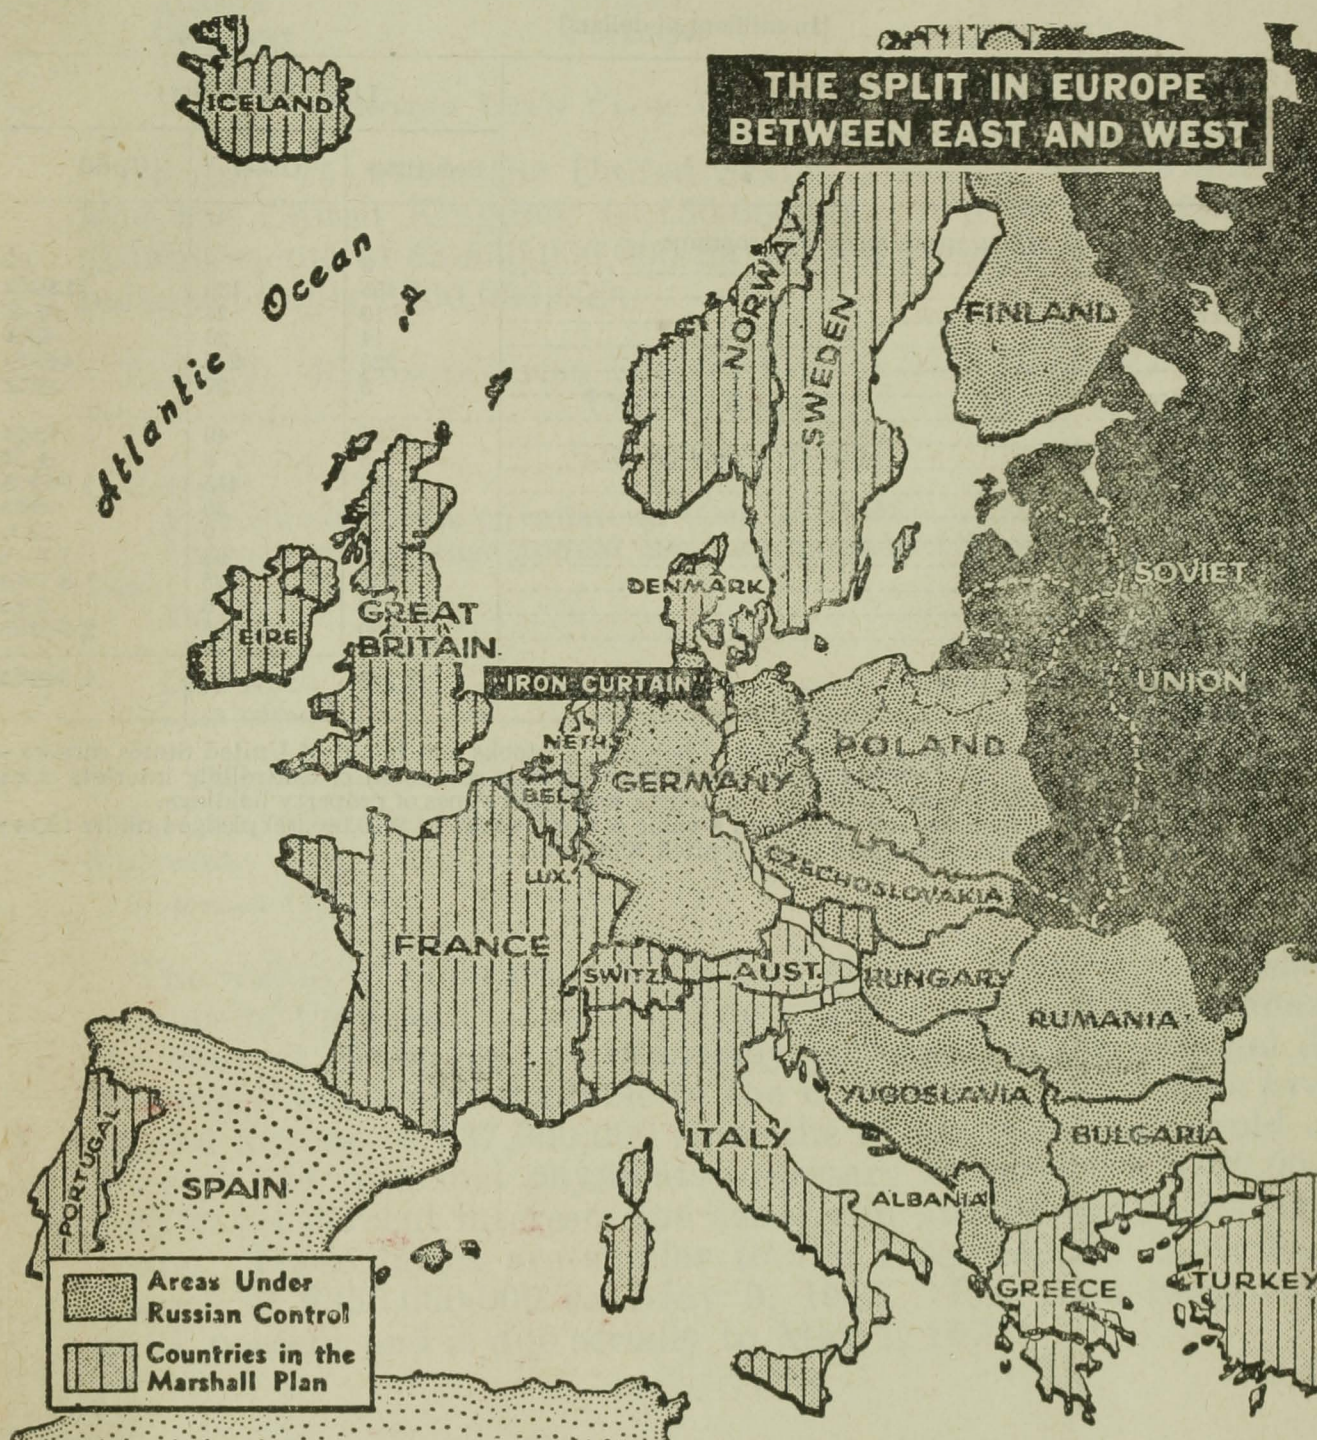 THE SPLIT IN EUROPE
BETWEEN EAST AND WEST
ICELAND
Atlantic Ocean
NORWAY
SWEDEN
FINLAND
SOVIET
UNION
DENMARK
GREAT
BRITAIN
EIRE
"IRON CURTAIN"
NETH.
BEL.
LUX.
GERMANY
POLAND
CZECHOSLOVAKIA
FRANCE
SWITZ.
AUST.
HUNGARY
RUMANIA
YUGOSLAVIA
BULGARIA
ITALY
ALBANIA
PORTUGAL
SPAIN
GREECE
TURKEY
Areas Under
Russian Control
Countries in the
Marshall Plan